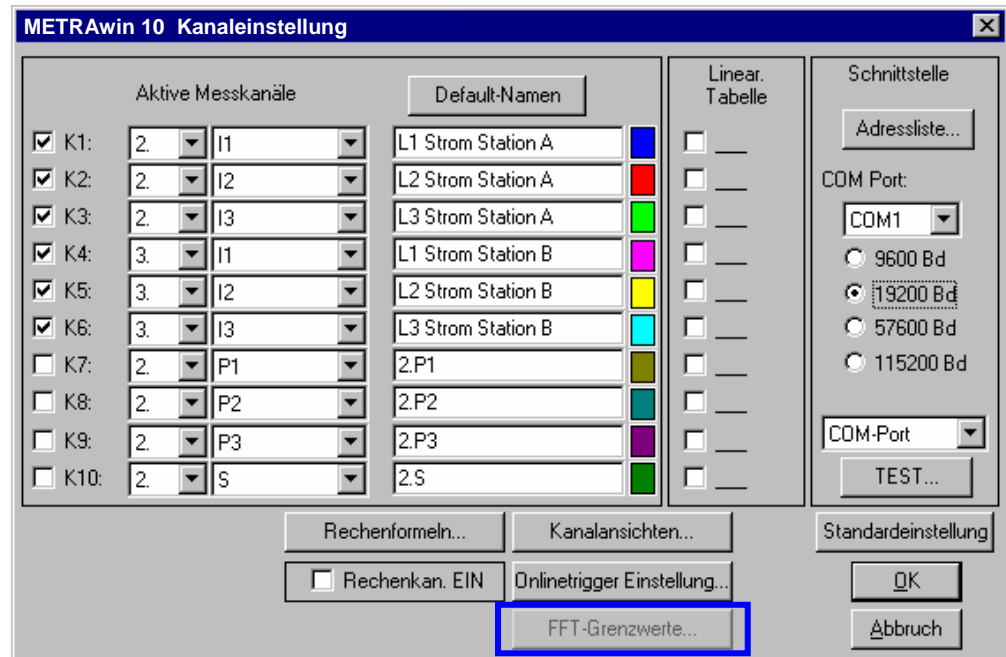 METRAwin 10 Kanaleinstellung
Aktive Messkanäle
Default-Namen
Linear.
Tabelle
Schnittstelle
K1: 2. I1 L1 Strom Station A
K2: 2. I2 L2 Strom Station A
K3: 2. I3 L3 Strom Station A
K4: 3. I1 L1 Strom Station B
K5: 3. I2 L2 Strom Station B
K6: 3. I3 L3 Strom Station B
K7: 2. P1 2.P1
K8: 2. P2 2.P2
K9: 2. P3 2.P3
K10: 2. S 2.S
Adressliste...
COM Port:
COM1
9600 Bd
19200 Bd
57600 Bd
115200 Bd
COM-Port
TEST...
Rechenformeln...
Kanalansichten...
Standardeinstellung
Rechenkan. EIN
Onlinetrigger Einstellung...
OK
FFT-Grenzwerte...
Abbruch